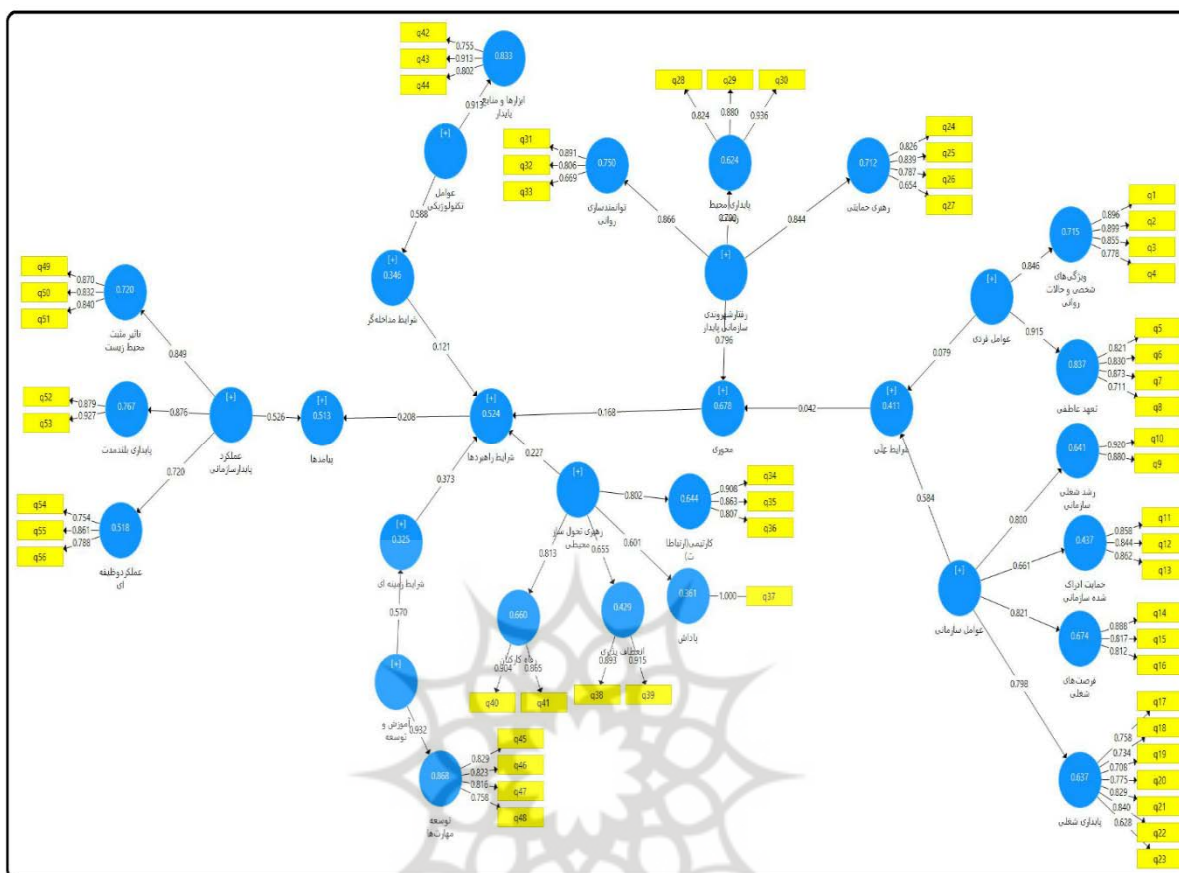 q42
0.755
q43
0.913
q44
0.802
0.833
ابزارها و منابع
پایدار
0.913
[+]
عوامل
تکنولوژیکی
0.588
[+]
0.346
شرایط مداخله‌گر
0.121
q28
q29
q30
0.824
0.880
0.936
0.624
پایداری محیط
q31
0.891
q32
0.806
q33
0.669
0.750
توانمندسازی
روانی
0.866
0.844
q24
0.826
q25
0.839
q26
0.787
q27
0.654
0.712
رهبری حمایتی
[+]
رفتارشهروندی
سازمانی پایدار
0.796
q1
0.896
q2
0.899
q3
0.855
q4
0.778
0.715
ویژگی‌های
شخصی و حالات
روانی
0.846
[+]
عوامل فردی
0.915
0.079
q5
0.821
q6
0.830
q7
0.873
q8
0.711
0.837
تعهد عاطفی
q49
0.870
q50
0.832
q51
0.840
0.720
تاثیر مثبت
محیط زیست
0.849
q52
0.879
q53
0.927
0.767
پایداری بلندمدت
0.876
[+]
عملکرد
پایدارسازمانی
0.526
[+]
0.513
پیامدها
0.208
[+]
0.524
شرایط راهبردها
0.168
[+]
0.678
محوری
0.042
[+]
0.411
شرایط علّی
0.720
q54
0.754
q55
0.861
q56
0.788
0.518
عملکردوظیفه
ای
0.373
0.227
[+]
رهبری تحول ساز
محیطی
0.802
0.644
کارتیمی(ارتباطا
ت)
q34
0.908
q35
0.863
q36
0.807
0.813
0.655
0.601
[+]
0.325
شرایط زمینه ای
0.570
0.660
رفاه کارکنان
0.904
0.865
q40
q41
0.429
انعطاف پذیری
0.893
0.915
q38
q39
0.361
پاداش
1.000
q37
[+]
آموزش و
توسعه
0.932
0.868
توسعه
مهارت‌ها
q45
0.829
q46
0.823
q47
0.816
q48
0.758
0.584
q10
0.920
q9
0.880
0.641
رشد شغلی
سازمانی
0.800
q11
0.858
q12
0.844
q13
0.862
0.437
حمایت ادراک
شده سازمانی
0.661
[+]
عوامل سازمانی
0.821
q14
0.888
q15
0.817
q16
0.812
0.674
فرصت‌های
شغلی
0.798
q17
0.758
q18
0.734
q19
0.708
q20
0.775
q21
0.829
q22
0.840
q23
0.628
0.637
پایداری شغلی